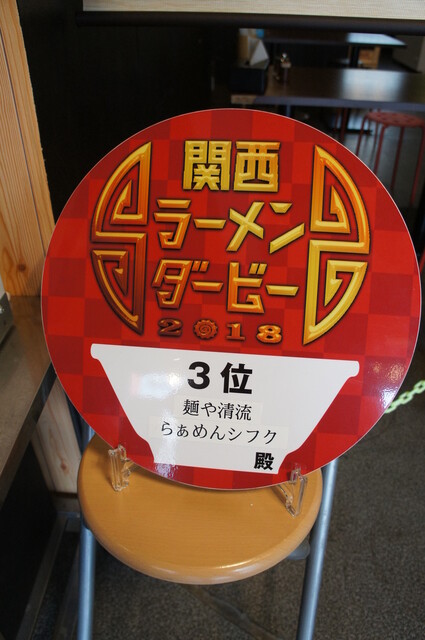 関西
ラーメン
ダービー
2018
3位
麺や清流
らぁめんシフク
殿